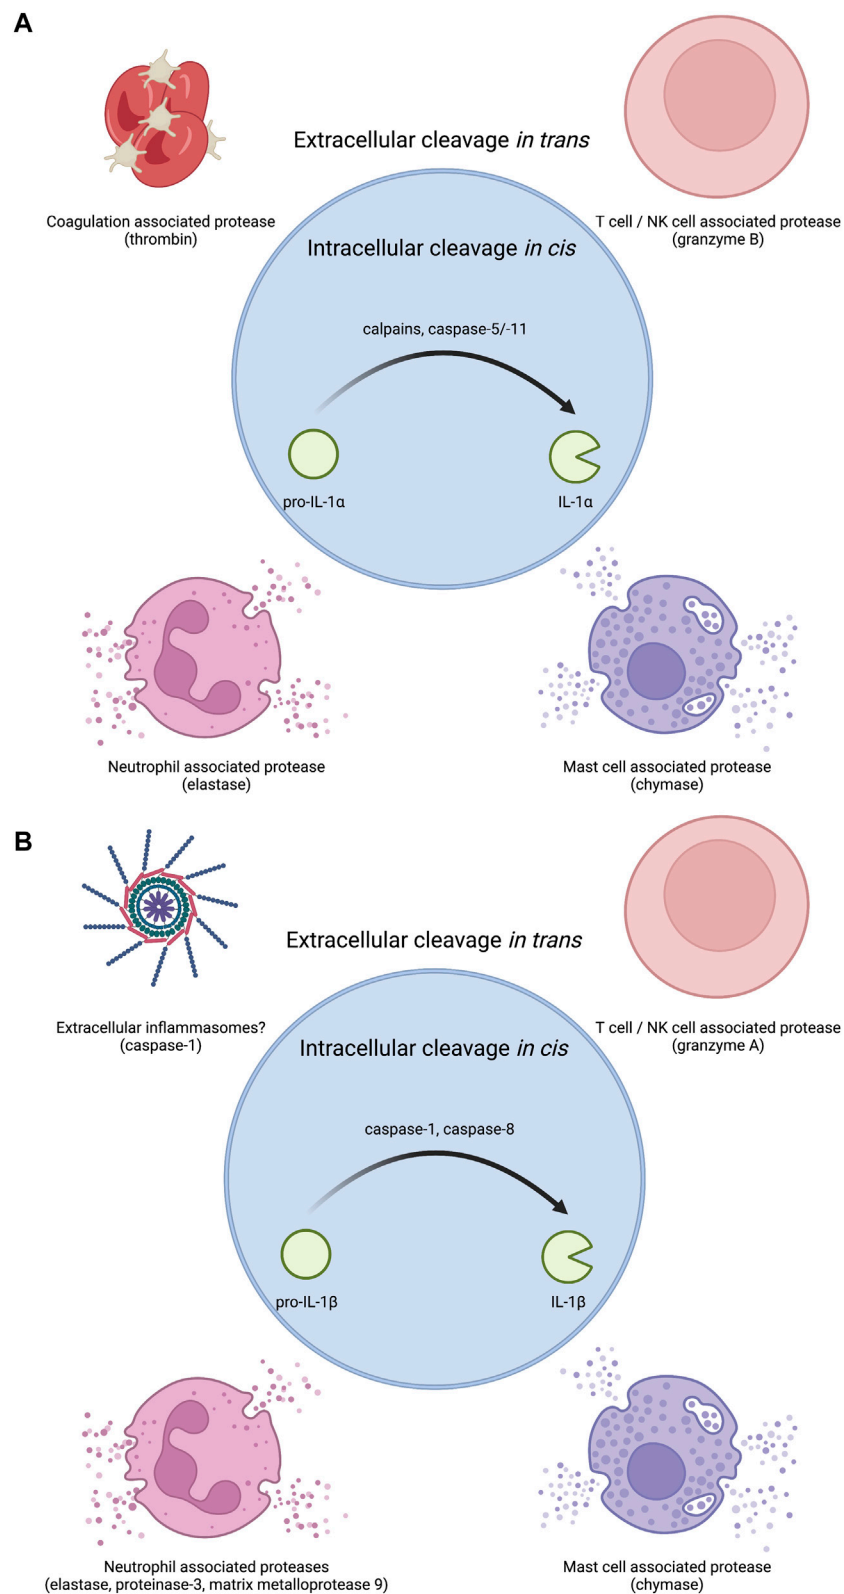 A
Extracellular cleavage in trans
Coagulation associated protease
(thrombin)
T cell / NK cell associated protease
(granzyme B)
Intracellular cleavage in cis
calpains, caspase-5/-11
pro-IL-1α
IL-1α
Neutrophil associated protease
(elastase)
Mast cell associated protease
(chymase)
B
Extracellular cleavage in trans
Extracellular inflammasomes?
(caspase-1)
T cell / NK cell associated protease
(granzyme A)
Intracellular cleavage in cis
caspase-1, caspase-8
pro-IL-1β
IL-1β
Neutrophil associated proteases
(elastase, proteinase-3, matrix metalloprotease 9)
Mast cell associated protease
(chymase)